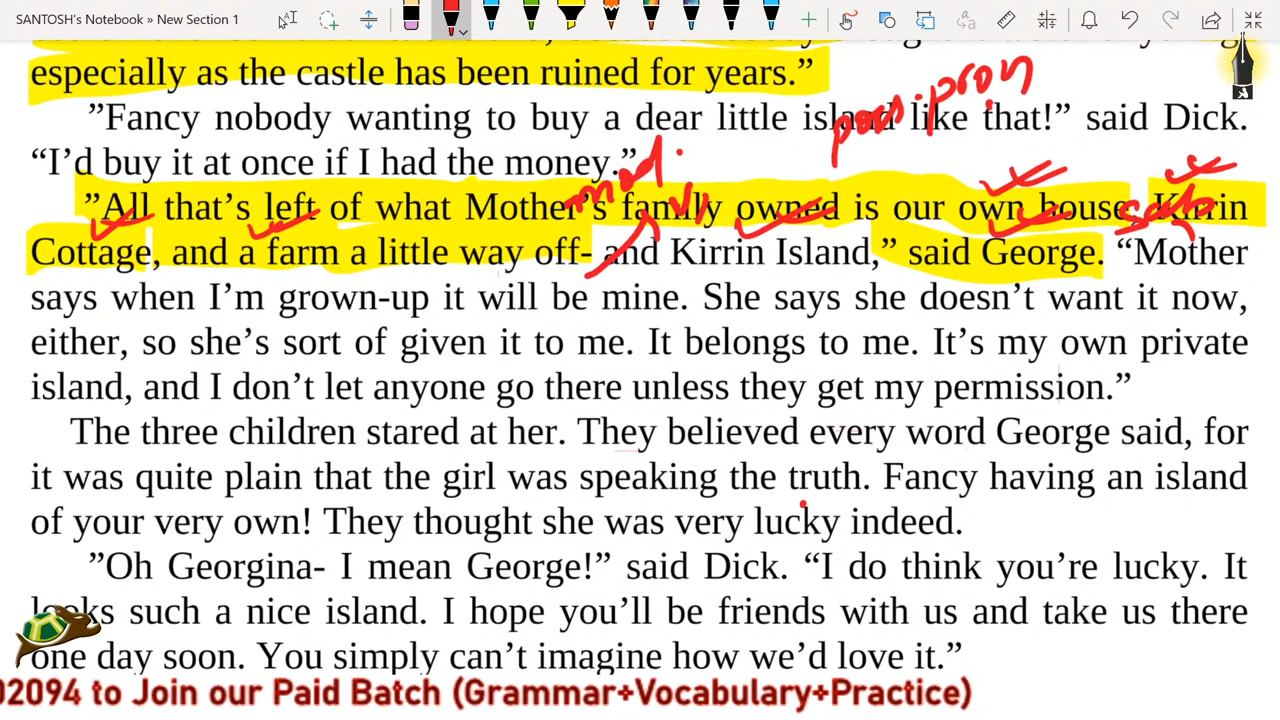 SANTOSH's Notebook » New Section 1
especially as the castle has been ruined for years.”
”Fancy nobody wanting to buy a dear little island like that!” said Dick.
“I’d buy it at once if I had the money.”
poss.pron
mod.
”All that’s left of what Mother’s family owned is our own house, Kirrin
Cottage, and a farm a little way off- and Kirrin Island,” said George. “Mother
says when I’m grown-up it will be mine. She says she doesn’t want it now,
either, so she’s sort of given it to me. It belongs to me. It’s my own private
island, and I don’t let anyone go there unless they get my permission.”
The three children stared at her. They believed every word George said, for
it was quite plain that the girl was speaking the truth. Fancy having an island
of your very own! They thought she was very lucky indeed.
”Oh Georgina- I mean George!” said Dick. “I do think you’re lucky. It
looks such a nice island. I hope you’ll be friends with us and take us there
one day soon. You simply can’t imagine how we’d love it.”
02094 to Join our Paid Batch (Grammar+Vocabulary+Practice)